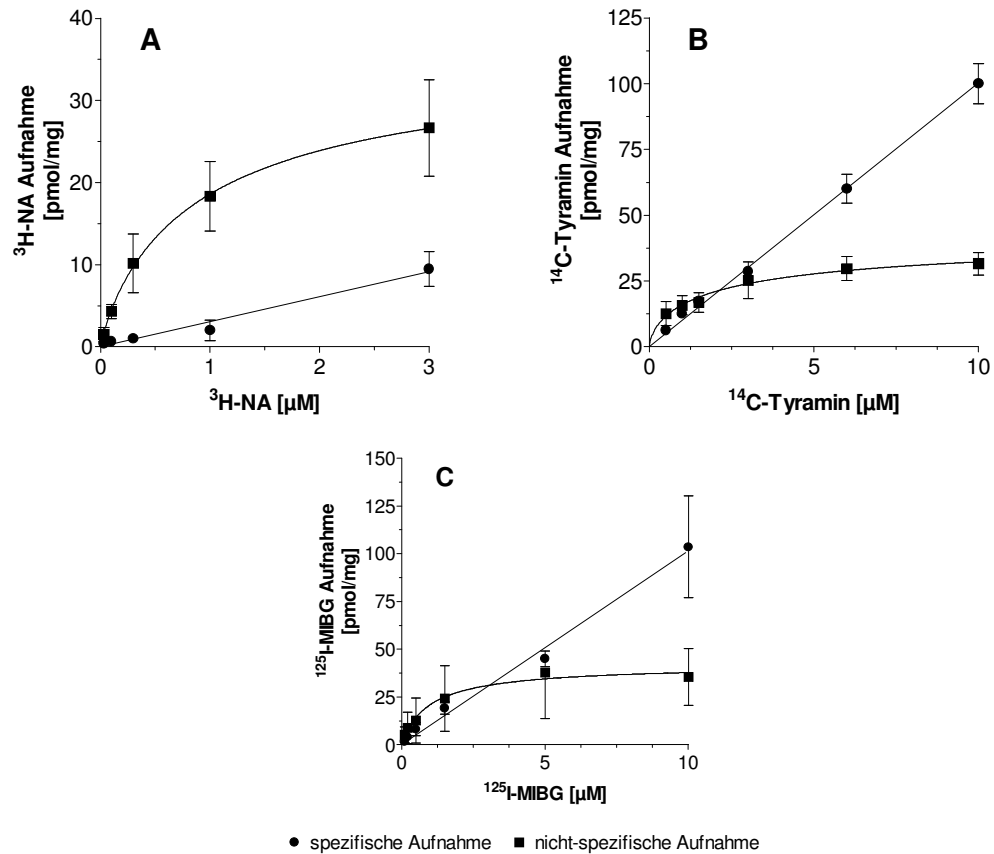 A
³H-NA Aufnahme
[pmol/mg]
40
30
20
10
0
0
1
2
3
³H-NA [µM]
B
¹⁴C-Tyramin Aufnahme
[pmol/mg]
125
100
75
50
25
0
0
5
10
¹⁴C-Tyramin [µM]
C
¹²⁵I-MIBG Aufnahme
[pmol/mg]
150
125
100
75
50
25
0
0
5
10
¹²⁵I-MIBG [µM]
● spezifische Aufnahme ■ nicht-spezifische Aufnahme